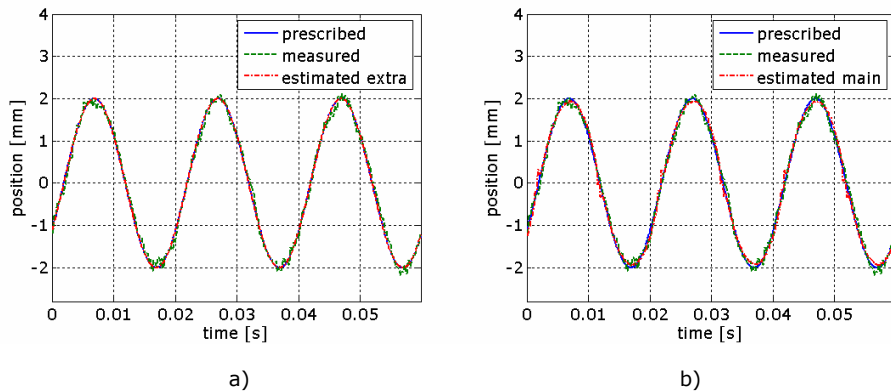 4
3
2
1
0
-1
-2
position [mm]
prescribed
measured
estimated extra
0 0.01 0.02 0.03 0.04 0.05
time [s]
a)
4
3
2
1
0
-1
-2
position [mm]
prescribed
measured
estimated main
0 0.01 0.02 0.03 0.04 0.05
time [s]
b)